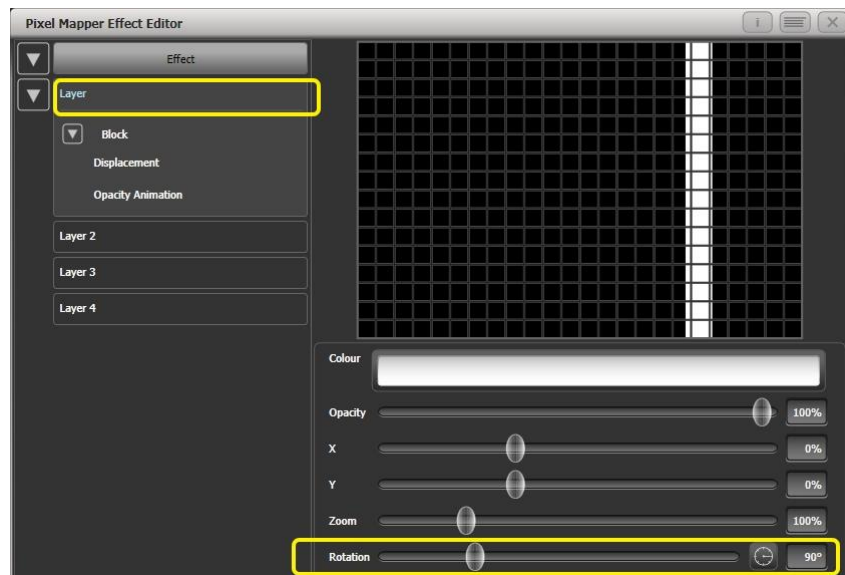 Pixel Mapper Effect Editor
Effect
Layer
Block
Displacement
Opacity Animation
Layer 2
Layer 3
Layer 4
Colour
Opacity 100%
X 0%
Y 0%
Zoom 100%
Rotation 90º